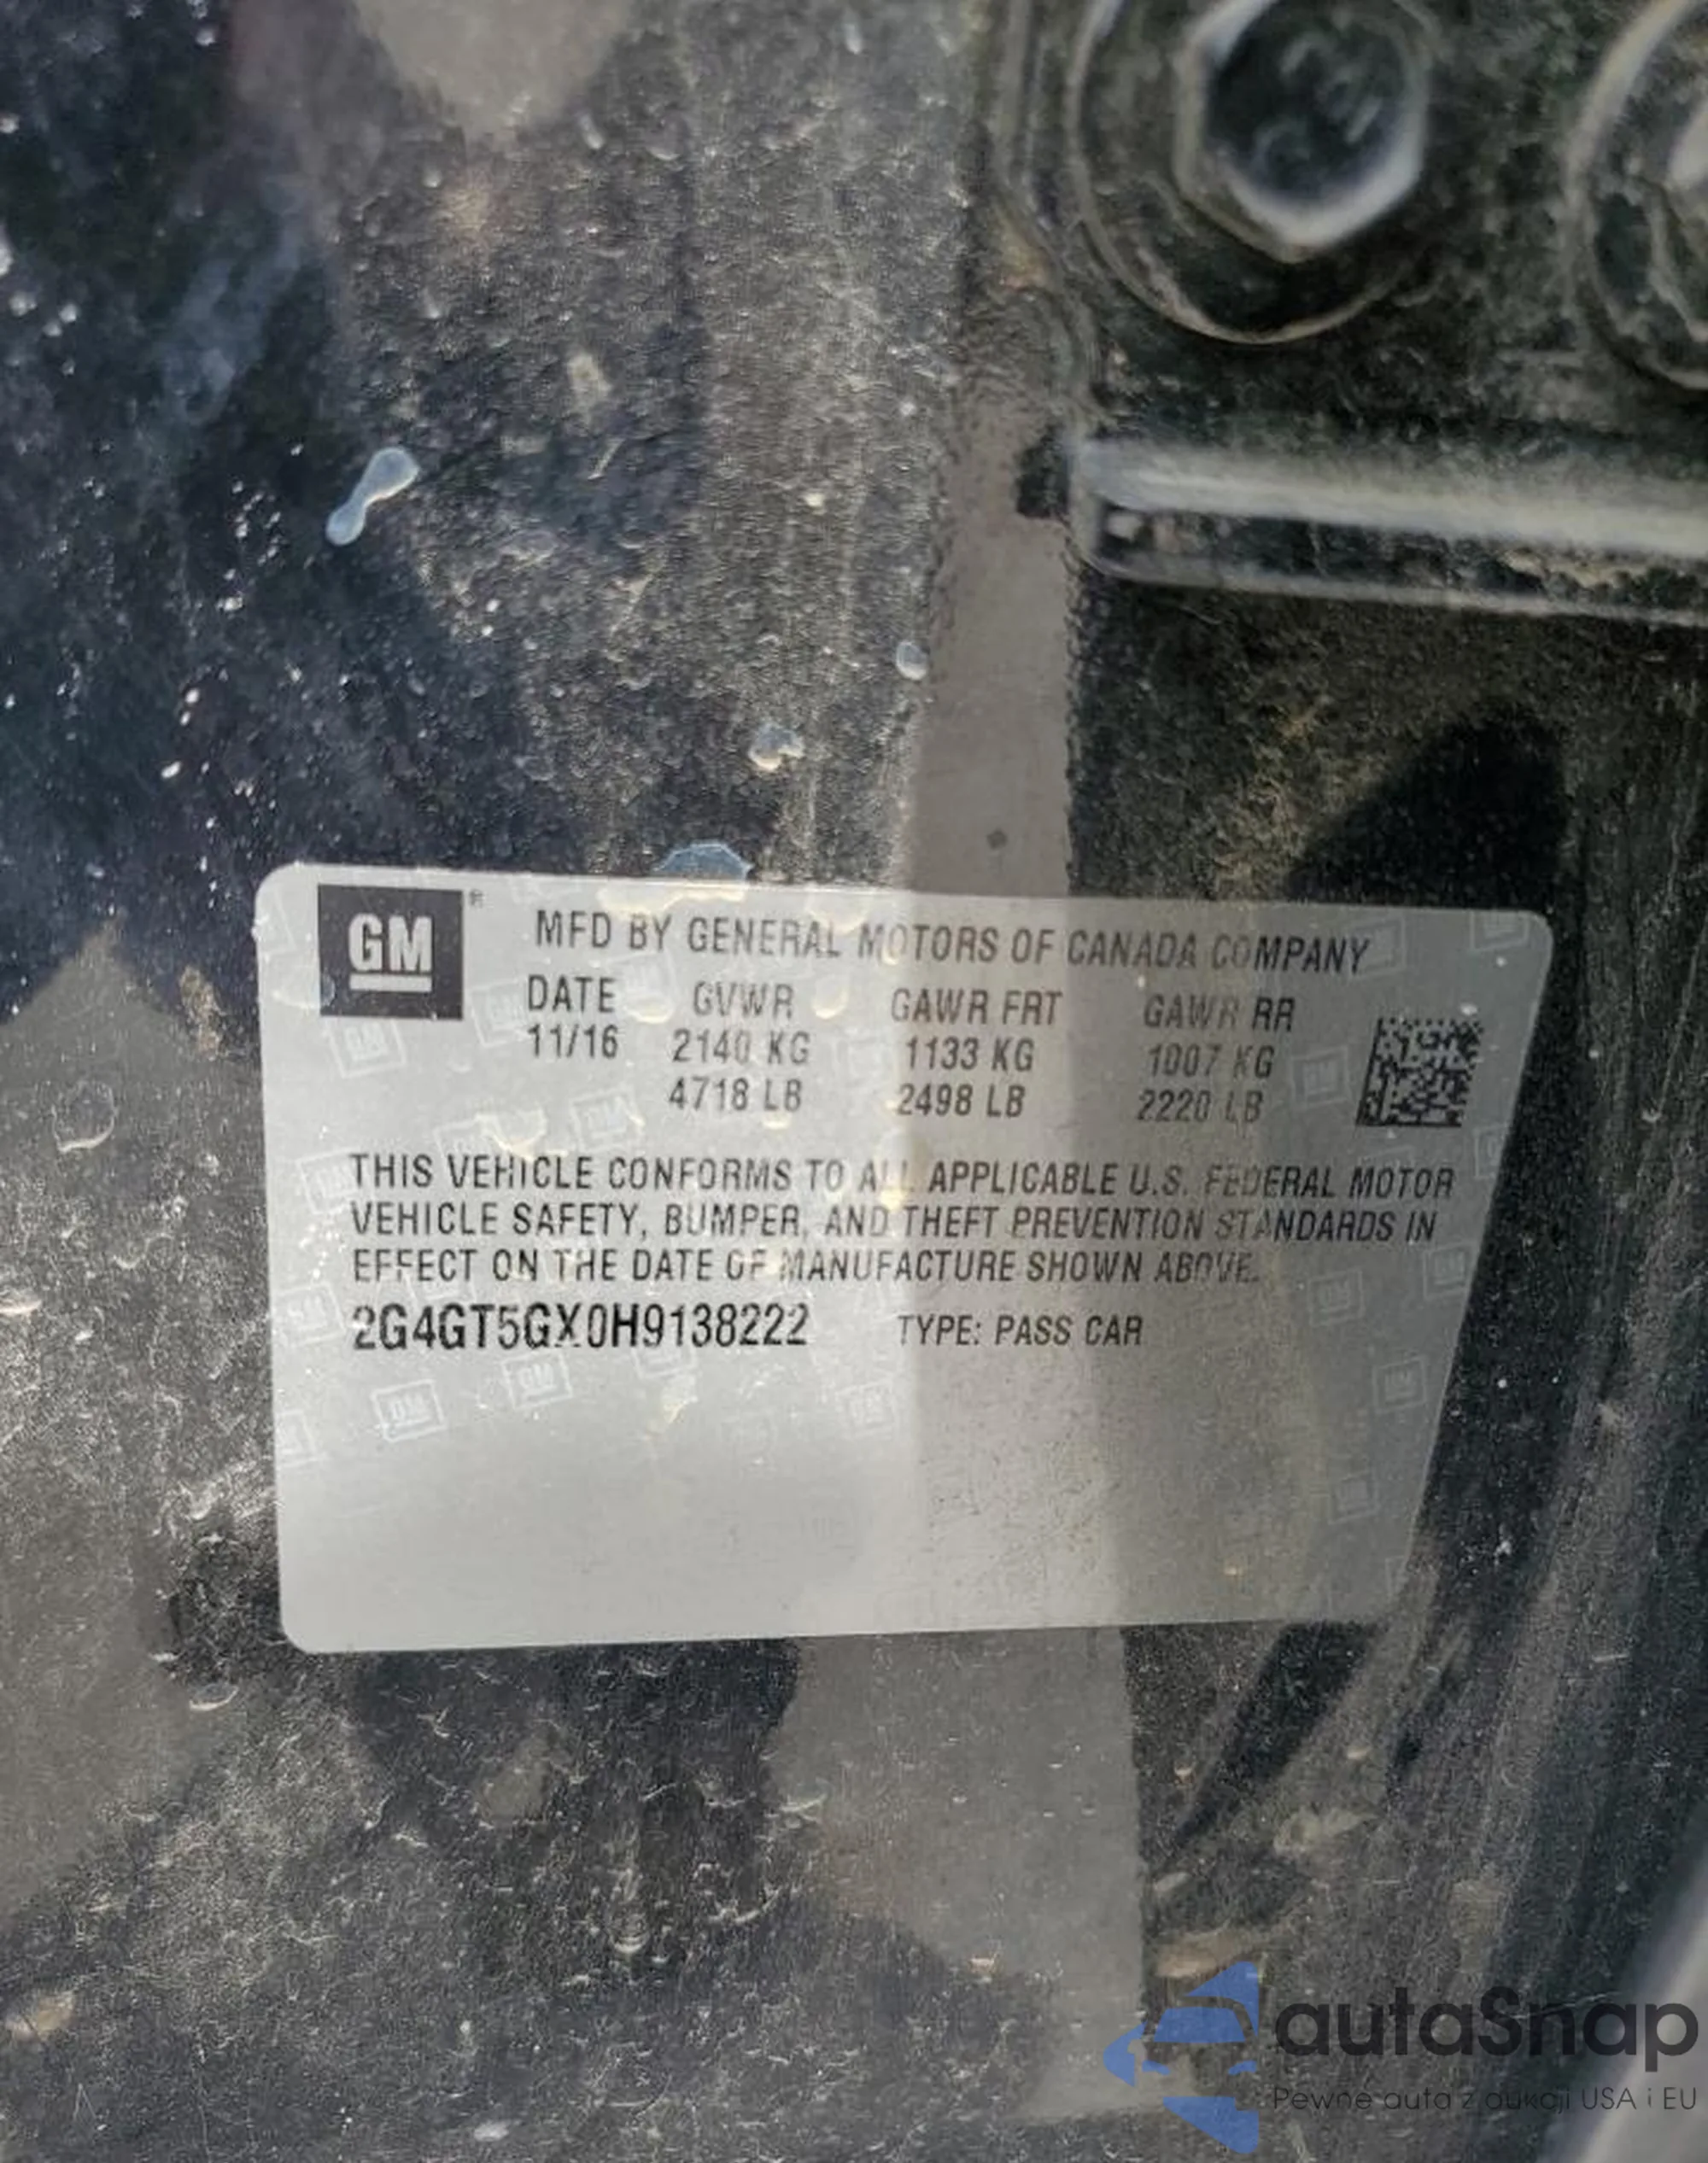 GM ®
MFD BY GENERAL MOTORS OF CANADA COMPANY
DATE GVWR GAWR FRT GAWR RR
11/16 2140 KG 1133 KG 1007 KG
4718 LB 2498 LB 2220 LB
THIS VEHICLE CONFORMS TO ALL APPLICABLE U.S. FEDERAL MOTOR
VEHICLE SAFETY, BUMPER, AND THEFT PREVENTION STANDARDS IN
EFFECT ON THE DATE OF MANUFACTURE SHOWN ABOVE.
2G4GT5GX0H9138222 TYPE: PASS CAR
autaSnap
Pewne auta z aukcji USA i EU